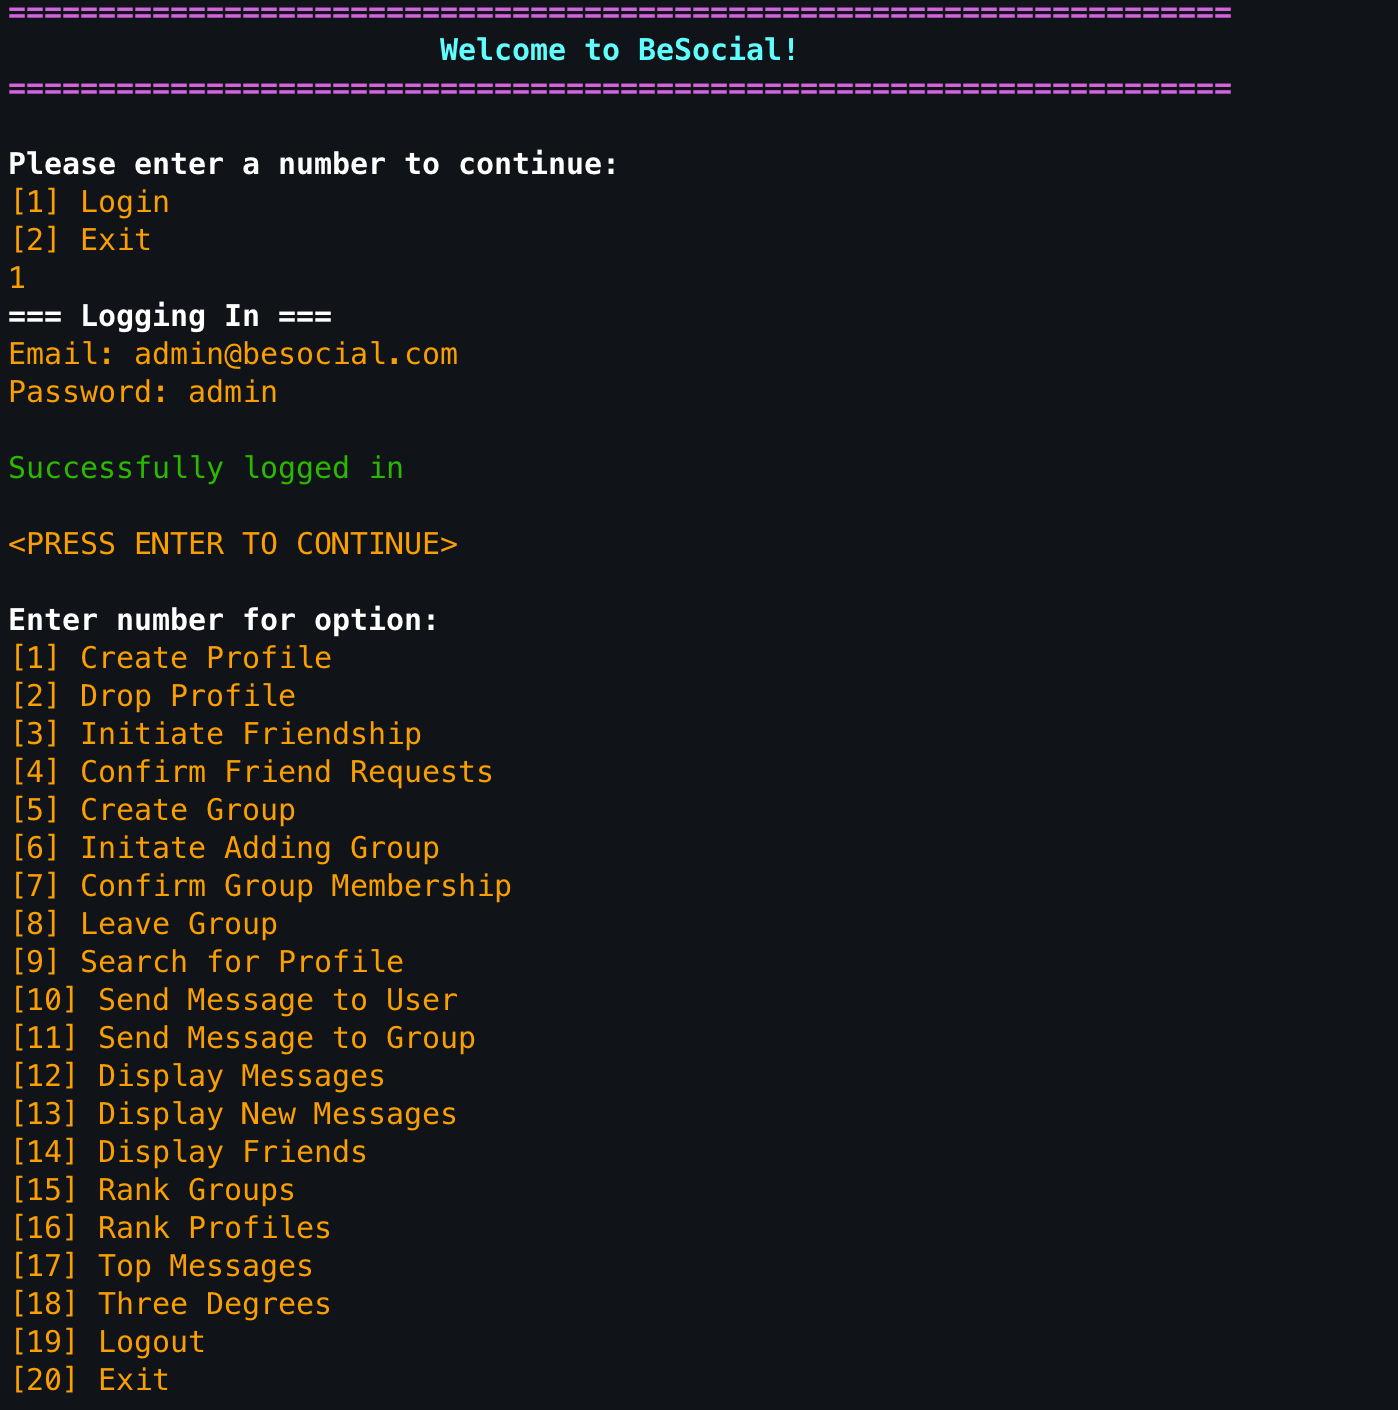 ====================================================================
Welcome to BeSocial!
====================================================================
Please enter a number to continue:
[1] Login
[2] Exit
1
=== Logging In ===
Email: admin@besocial.com
Password: admin
Successfully logged in
<PRESS ENTER TO CONTINUE>
Enter number for option:
[1] Create Profile
[2] Drop Profile
[3] Initiate Friendship
[4] Confirm Friend Requests
[5] Create Group
[6] Initate Adding Group
[7] Confirm Group Membership
[8] Leave Group
[9] Search for Profile
[10] Send Message to User
[11] Send Message to Group
[12] Display Messages
[13] Display New Messages
[14] Display Friends
[15] Rank Groups
[16] Rank Profiles
[17] Top Messages
[18] Three Degrees
[19] Logout
[20] Exit